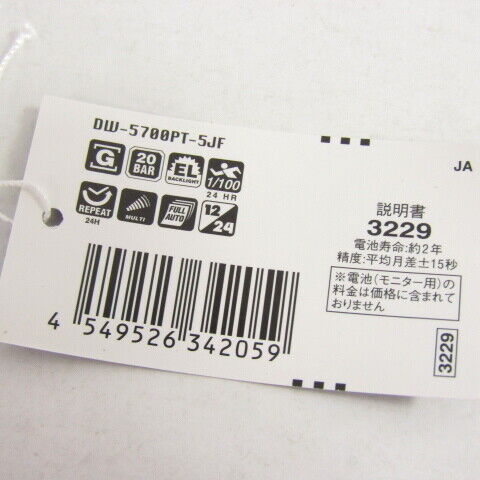 DW-5700PT-5JF
G
20
BAR
EL
BACKLIGHT
1/100
24 HR
REPEAT
24H
MULTI
FULL
AUTO
12/24
4 549526 342059
JA
説明書
3229
電池寿命:約2年
精度:平均月差±15秒
※電池(モニター用)の
料金は価格に含まれて
おりません
3229